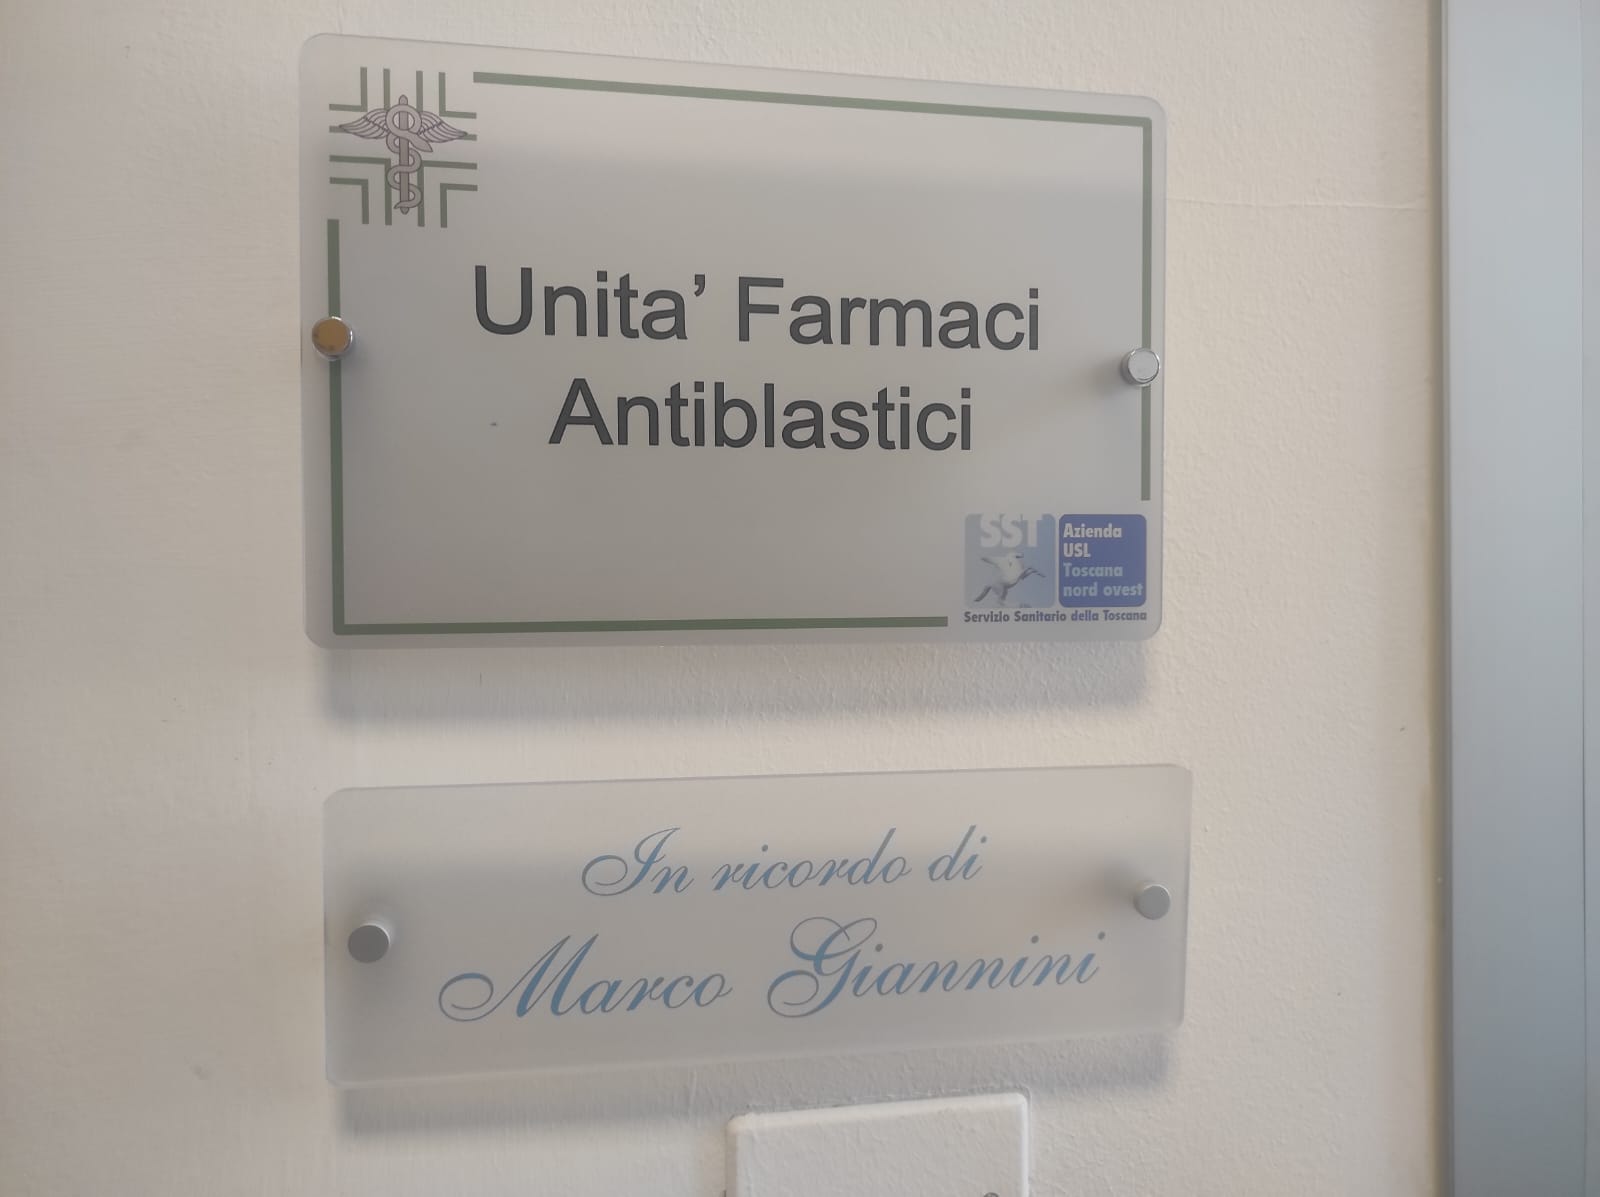 Unita' Farmaci
Antiblastici
SST
Azienda
USL
Toscana
nord ovest
Servizio Sanitario della Toscana
In ricordo di
Marco Giannini